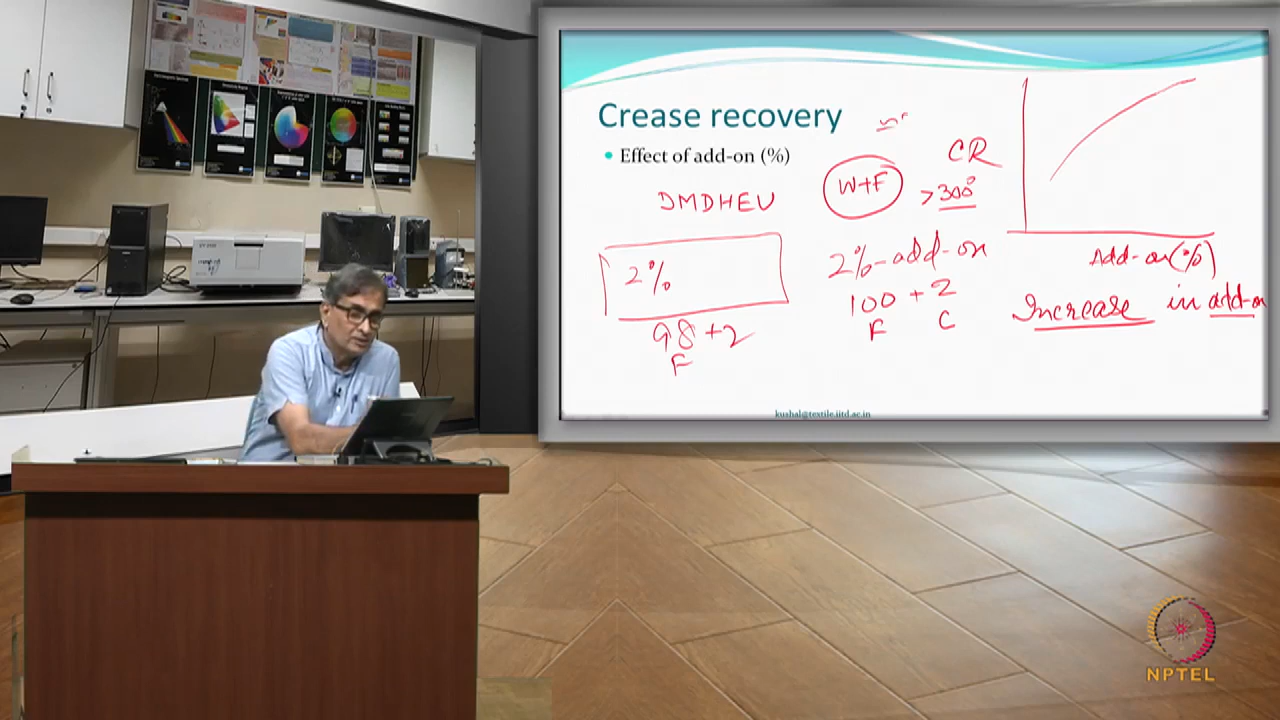 Crease recovery
• Effect of add-on (%)
DMDHEU
W+F
CR
>300°
2%
98 + 2
F
2% add-on
100 + 2
F C
Add-on(%)
Increase in add-on
kushal@textile.iitd.ac.in
NPTEL